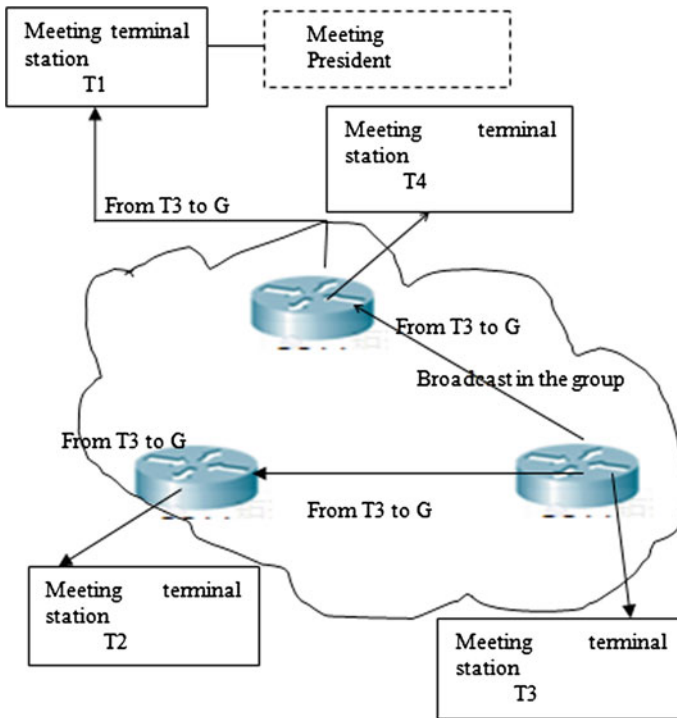 Meeting terminal
station
T1
Meeting
President
Meeting terminal
station
T4
From T3 to G
From T3 to G
Broadcast in the group
From T3 to G
From T3 to G
Meeting terminal
station
T2
Meeting terminal
station
T3